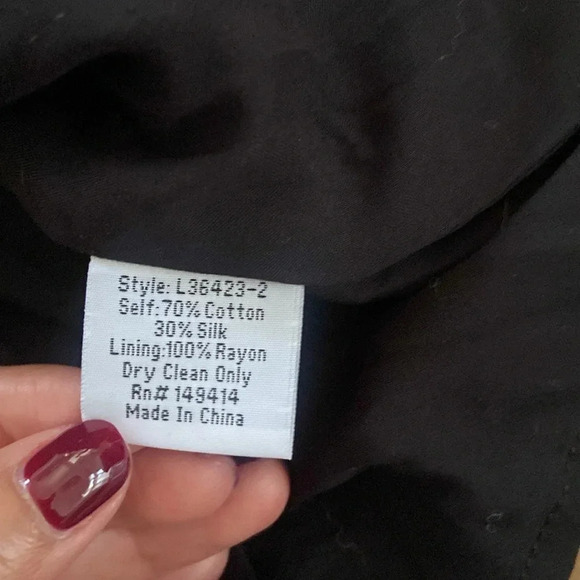 Style: L36423-2
Self:70% Cotton
30% Silk
Lining:100% Rayon
Dry Clean Only
Rn# 149414
Made In China